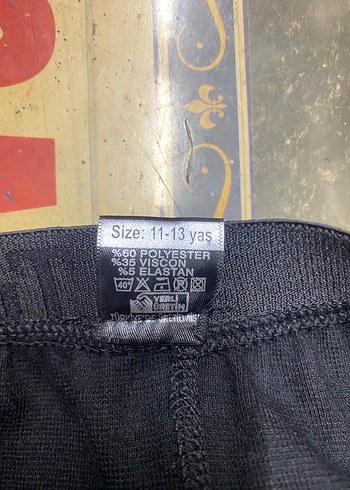 Size: 11-13 yaş
%60 POLYESTER
%35 VISCON
%5 ELASTAN
40°
YERLİ
ÜRETİM